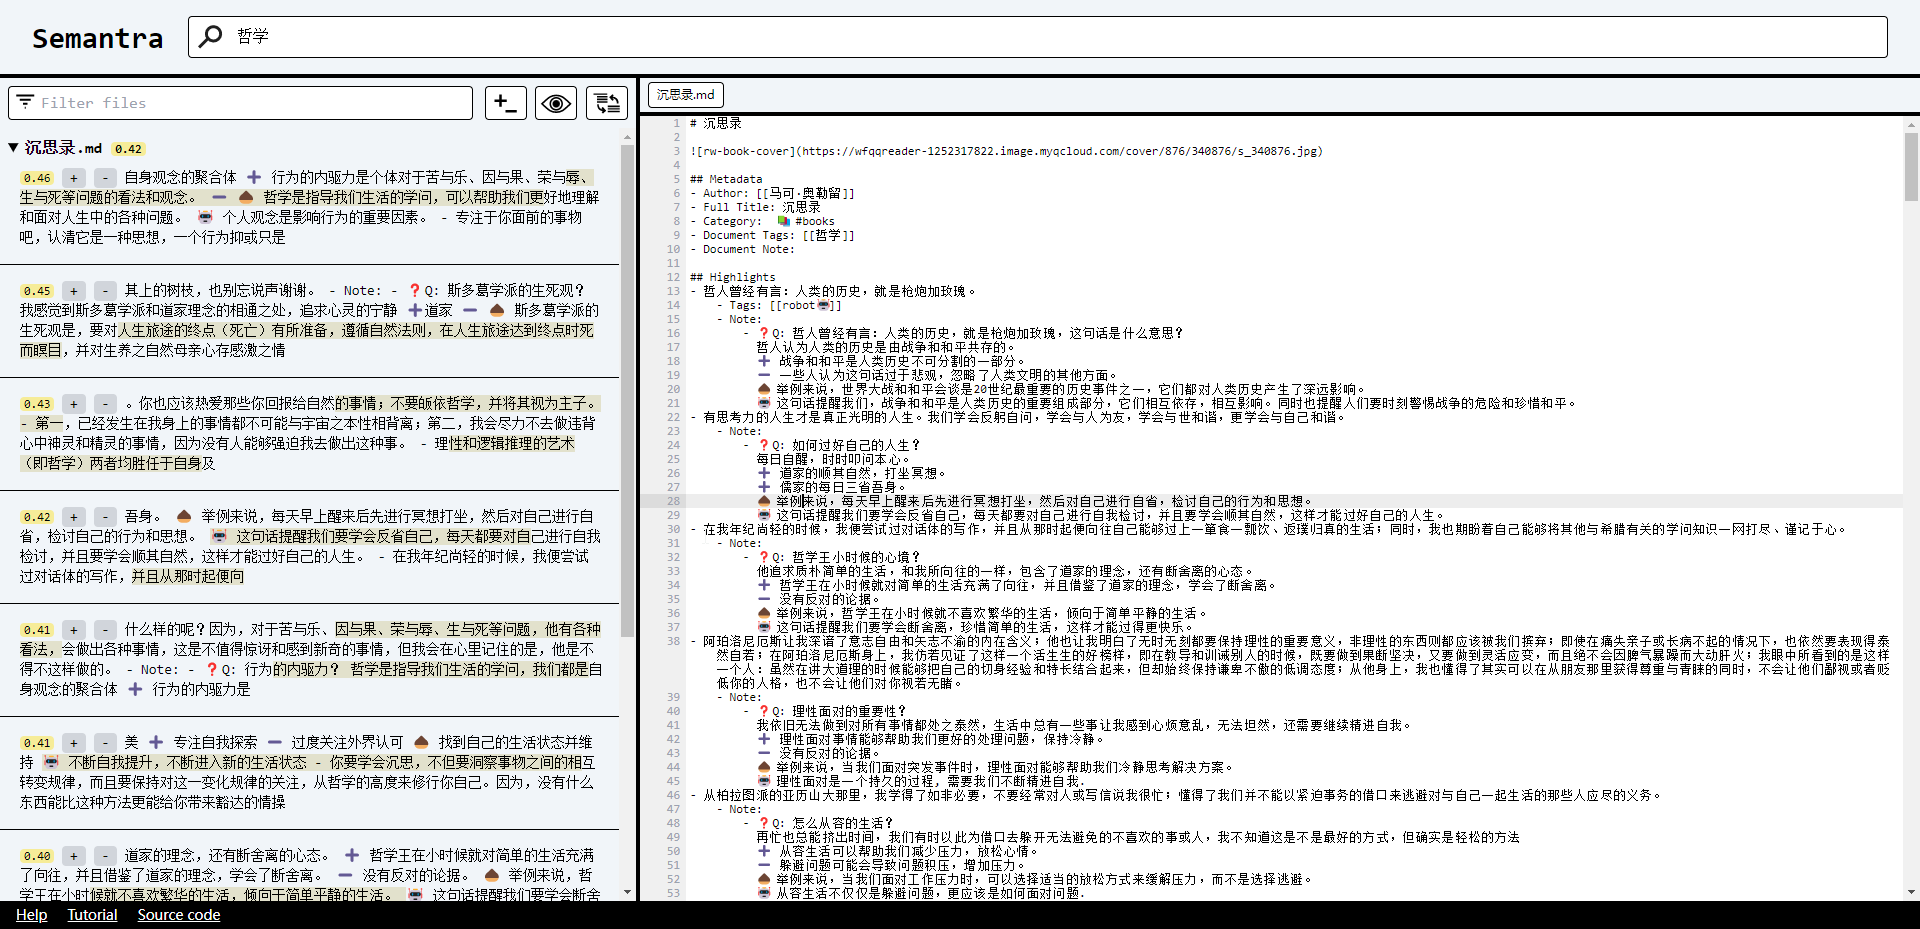 Semantra
哲学
Filter files
沉思录.md 0.42
0.46 + - 自身观念的聚合体 ➕ 行为的内驱力是个体对于苦与乐、因与果、荣与辱、
生与死等问题的看法和观念。 ➖ 🌰 哲学是指导我们生活的学问，可以帮助我们更好地理解
和面对人生中的各种问题。 🤖 个人观念是影响行为的重要因素。 - 专注于你面前的事物
吧，认清它是一种思想，一个行为抑或只是
0.45 + - 其上的树枝，也别忘说声谢谢。 - Note: - ❓Q: 斯多葛学派的生死观？
我感觉到斯多葛学派和道家理念的相通之处，追求心灵的宁静 ➕道家 ➖ 🌰 斯多葛学派的
生死观是，要对人生旅途的终点（死亡）有所准备，遵循自然法则，在人生旅途达到终点时死
而瞑目，并对生养之自然母亲心存感激之情
0.43 + - 。你也应该热爱那些你回报给自然的事情；不要皈依哲学，并将其视为主子。
- 第一，已经发生在我身上的事情都不可能与宇宙之本性相背离；第二，我会尽力不去做违背
心中神灵和精灵的事情，因为没有人能够强迫我去做出这种事。 - 理性和逻辑推理的艺术
（即哲学）两者均胜任于自身及
0.42 + - 吾身。 🌰 举例来说，每天早上醒来后先进行冥想打坐，然后对自己进行自
省，检讨自己的行为和思想。 🤖 这句话提醒我们要学会反省自己，每天都要对自己进行自我
检讨，并且要学会顺其自然，这样才能过好自己的人生。 - 在我年纪尚轻的时候，我便尝试
过对话体的写作，并且从那时起便向
0.41 + - 什么样的呢？因为，对于苦与乐、因与果、荣与辱、生与死等问题，他有各种
看法，会做出各种事情，这是不值得惊讶和感到新奇的事情，但我会在心里记住的是，他是不
得不这样做的。 - Note: - ❓Q: 行为的内驱力？ 哲学是指导我们生活的学问，我们都是自
身观念的聚合体 ➕ 行为的内驱力是
0.41 + - 美 ➕ 专注自我探索 ➖ 过度关注外界认可 🌰 找到自己的生活状态并维
持 🤖 不断自我提升，不断进入新的生活状态 - 你要学会沉思，不但要洞察事物之间的相互
转变规律，而且要保持对这一变化规律的关注，从哲学的高度来修行你自己。因为，没有什么
东西能比这种方法更能给你带来豁达的情操
0.40 + - 道家的理念，还有断舍离的心态。 ➕ 哲学王在小时候就对简单的生活充满
了向往，并且借鉴了道家的理念，学会了断舍离。 ➖ 没有反对的论据。 🌰 举例来说，哲
学王在小时候就不喜欢繁华的生活，倾向于简单平静的生活。 🤖 这句话提醒我们要学会断舍
沉思录.md
1 # 沉思录
2
3 ![rw-book-cover](https://wfqqreader-1252317822.image.myqcloud.com/cover/876/340876/s_340876.jpg)
4
5 ## Metadata
6 - Author: [[马可·奥勒留]]
7 - Full Title: 沉思录
8 - Category: #books
9 - Document Tags: [[哲学]]
10 - Document Note:
11
12 ## Highlights
13 - 哲人曾经有言：人类的历史，就是枪炮加玫瑰。
14 - Tags: [[robot🤖]]
15 - Note:
16 - ❓Q: 哲人曾经有言：人类的历史，就是枪炮加玫瑰，这句话是什么意思？
17 哲人认为人类的历史是由战争和和平共存的。
18 ➕ 战争和和平是人类历史不可分割的一部分。
19 ➖ 一些人认为这句话过于悲观，忽略了人类文明的其他方面。
20 🌰 举例来说，世界大战和和平会谈是20世纪最重要的历史事件之一，它们都对人类历史产生了深远影响。
21 🤖 这句话提醒我们，战争和和平是人类历史的重要组成部分，它们相互依存，相互影响。同时也提醒人们要时刻警惕战争的危险和珍惜和平。
22 - 有思考力的人生才是真正光明的人生。我们学会反躬自问，学会与人为友，学会与世和谐，更学会与自己和谐。
23 - Note:
24 - ❓Q: 如何过好自己的人生？
25 每日自醒，时时叩问本心。
26 ➕ 道家的顺其自然，打坐冥想。
27 ➕ 儒家的每日三省吾身。
28 🌰 举例来说，每天早上醒来后先进行冥想打坐，然后对自己进行自省，检讨自己的行为和思想。
29 🤖 这句话提醒我们要学会反省自己，每天都要对自己进行自我检讨，并且要学会顺其自然，这样才能过好自己的人生。
30 - 在我年纪尚轻的时候，我便尝试过对话体的写作，并且从那时起便向往自己能够过上一箪食一瓢饮、返璞归真的生活；同时，我也期盼着自己能够将其他与希腊有关的学问知识一网打尽、谨记于心。
31 - Note:
32 - ❓Q: 哲学王小时候的心境？
33 他追求质朴简单的生活，和我所向往的一样，包含了道家的理念，还有断舍离的心态。
34 ➕ 哲学王在小时候就对简单的生活充满了向往，并且借鉴了道家的理念，学会了断舍离。
35 ➖ 没有反对的论据。
36 🌰 举例来说，哲学王在小时候就不喜欢繁华的生活，倾向于简单平静的生活。
37 🤖 这句话提醒我们要学会断舍离，珍惜简单的生活，这样才能过得更快乐。
38 - 阿珀洛尼厄斯让我深谙了意志自由和矢志不渝的内在含义；他也让我明白了无时无刻都要保持理性的重要意义，非理性的东西则都应该被我们摈弃；即使在痛失亲子或长病不起的情况下，也依然要表现得泰
然自若；在阿珀洛尼厄斯身上，我仿若见证了这样一个活生生的好榜样，即在教导和训诫别人的时候，既要做到果断坚决，又要做到灵活应变，而且绝不会因脾气暴躁而大动肝火；我眼中所看到的是这样
一个人：虽然在讲大道理的时候能够把自己的切身经验和特长结合起来，但却始终保持谦卑不傲的低调态度；从他身上，我也懂得了其实可以在从朋友那里获得尊重与青睐的同时，不会让他们鄙视或者贬
低你的人格，也不会让他们对你视若无睹。
39 - Note:
40 - ❓Q: 理性面对的重要性？
41 我依旧无法做到对所有事情都处之泰然，生活中总有一些事让我感到心烦意乱，无法坦然，还需要继续精进自我。
42 ➕ 理性面对事情能够帮助我们更好的处理问题，保持冷静。
43 ➖ 没有反对的论据。
44 🌰 举例来说，当我们面对突发事件时，理性面对能够帮助我们冷静思考解决方案。
45 🤖 理性面对是一个持久的过程，需要我们不断精进自我.
46 - 从柏拉图派的亚历山大那里，我学得了如非必要，不要经常对人或写信说我很忙；懂得了我们并不能以紧迫事务的借口来逃避对与自己一起生活的那些人应尽的义务。
47 - Note:
48 - ❓Q: 怎么从容的生活？
49 再忙也总能挤出时间，我们有时以此为借口去躲开无法避免的不喜欢的事或人，我不知道这是不是最好的方式，但确实是轻松的方法
50 ➕ 从容生活可以帮助我们减少压力，放松心情。
51 ➖ 躲避问题可能会导致问题积压，增加压力。
52 🌰 举例来说，当我们面对工作压力时，可以选择适当的放松方式来缓解压力，而不是选择逃避。
53 🤖 从容生活不仅仅是躲避问题，更应该是如何面对问题.
Help Tutorial Source code